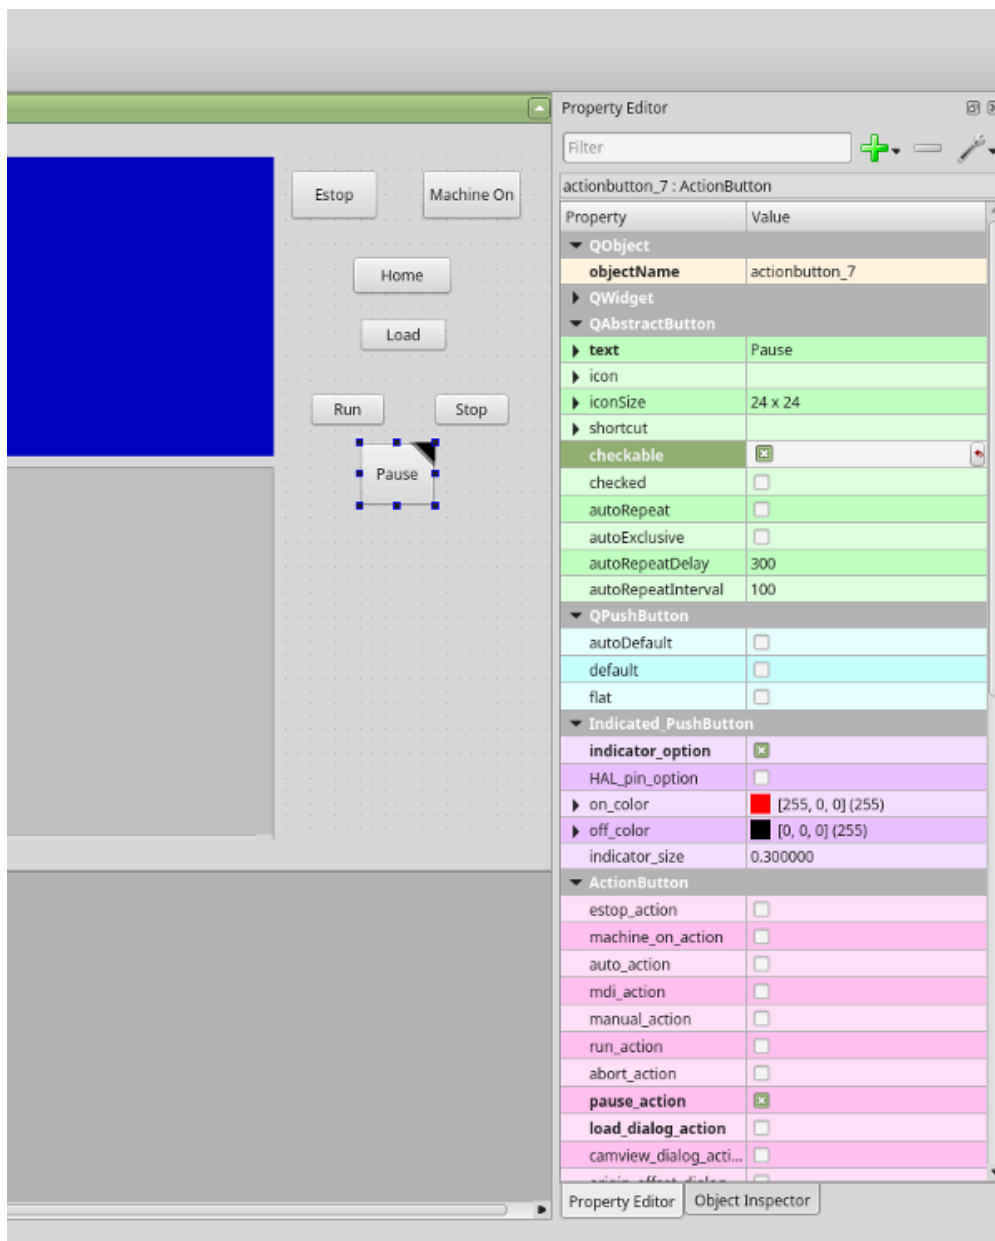 Property Editor
Filter
actionbutton_7 : ActionButton
Property Value
QObject
objectName actionbutton_7
QWidget
QAbstractButton
text Pause
icon
iconSize 24 x 24
shortcut
checkable
checked
autoRepeat
autoExclusive
autoRepeatDelay 300
autoRepeatInterval 100
QPushButton
autoDefault
default
flat
Indicated_PushButton
indicator_option
HAL_pin_option
on_color [255, 0, 0] (255)
off_color [0, 0, 0] (255)
indicator_size 0.300000
ActionButton
estop_action
machine_on_action
auto_action
mdi_action
manual_action
run_action
abort_action
pause_action
load_dialog_action
camview_dialog_acti...
Property Editor Object Inspector
Estop Machine On
Home
Load
Run Stop
Pause